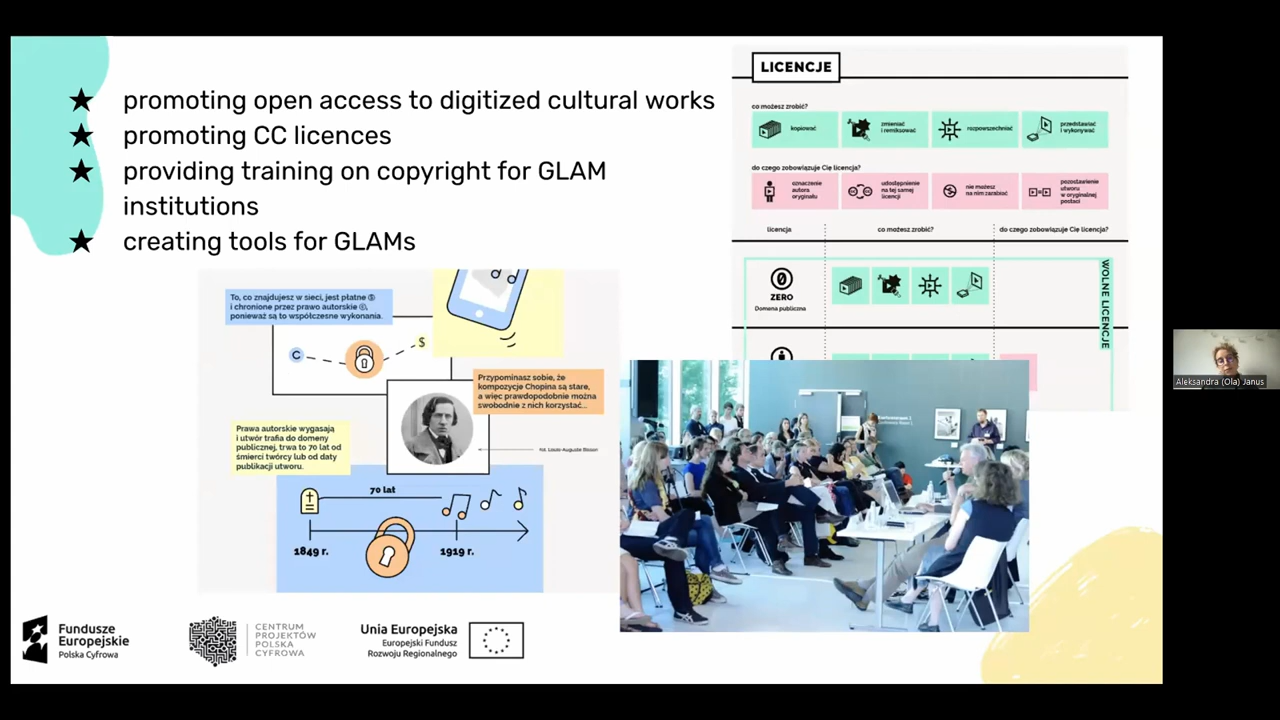 ★ promoting open access to digitized cultural works
★ promoting CC licences
★ providing training on copyright for GLAM
institutions
★ creating tools for GLAMs
LICENCJE
co możesz zrobić?
kopiować
zmieniać
i remiksować
rozpowszechniać
przedstawiać
i wykonywać
do czego zobowiązuje Cię licencja?
oznaczenie
autora
oryginału
udostępnienie
na tej samej
licencji
nie możesz
na nim zarabiać
pozostawienie
utworu
w oryginalnej
postaci
licencja
co możesz zrobić?
do czego zobowiązuje Cię licencja?
ZERO
Domena publiczna
WOLNE LICENCJE
To, co znajdujesz w sieci, jest płatne $
i chronione przez prawo autorskie ©,
ponieważ są to współczesne wykonania.
C
$
Przypominasz sobie, że
kompozycje Chopina są stare,
a więc prawdopodobnie można
swobodnie z nich korzystać...
Prawa autorskie wygasają
i utwór trafia do domeny
publicznej, trwa to 70 lat od
śmierci twórcy lub od daty
publikacji utworu.
fot. Louis-Auguste Bisson
70 lat
1849 r.
1919 r.
Fundusze
Europejskie
Polska Cyfrowa
CENTRUM
PROJEKTÓW
POLSKA
CYFROWA
Unia Europejska
Europejski Fundusz
Rozwoju Regionalnego
Aleksandra (Ola) Janus